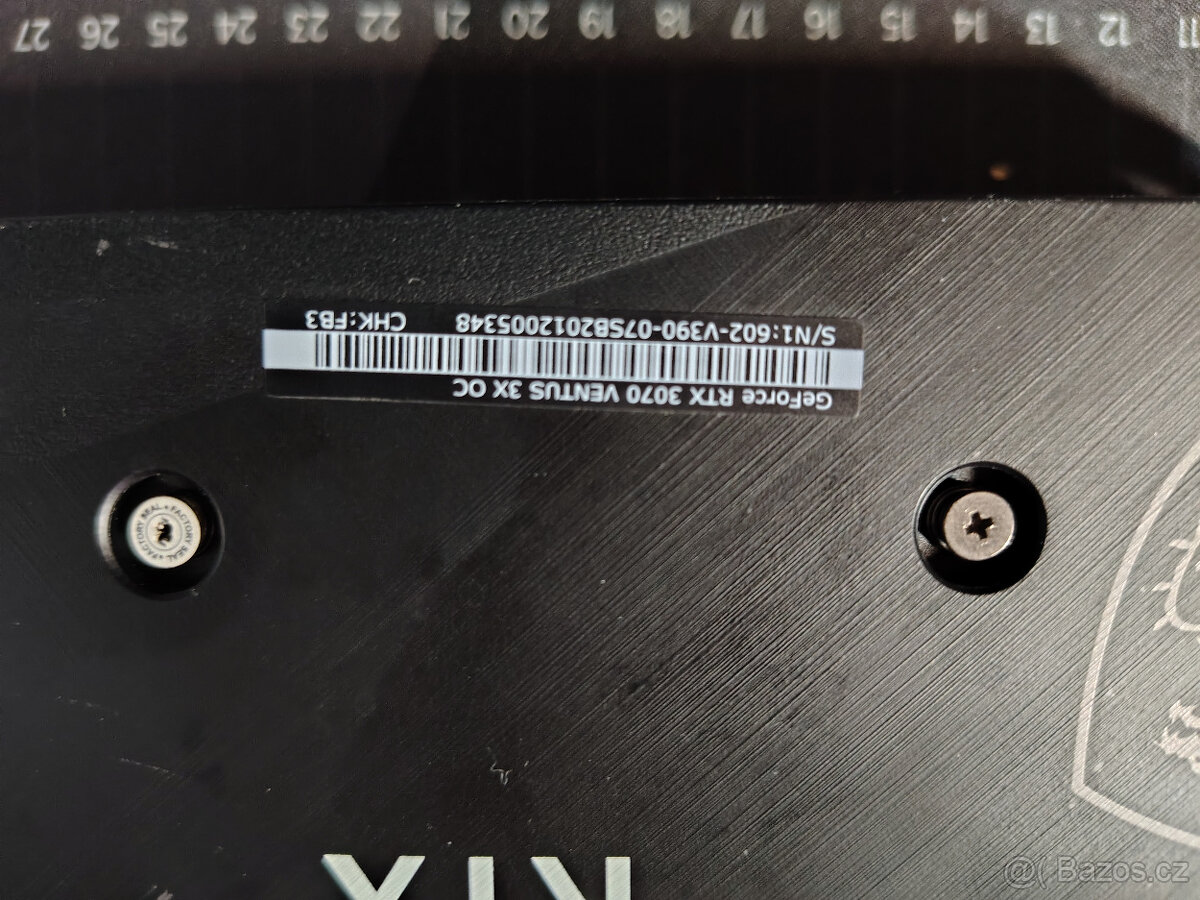 27 26 25 24 23 22 21 20 19 18 17 16 15 14 13 12 11
GeForce RTX 3070 VENTUS 3X OC
S/N1:602-V390-07SB2012005348 CHK:FB3
FACTORY SEAL FACTORY SEAL
RTX
@( Bazos.cz